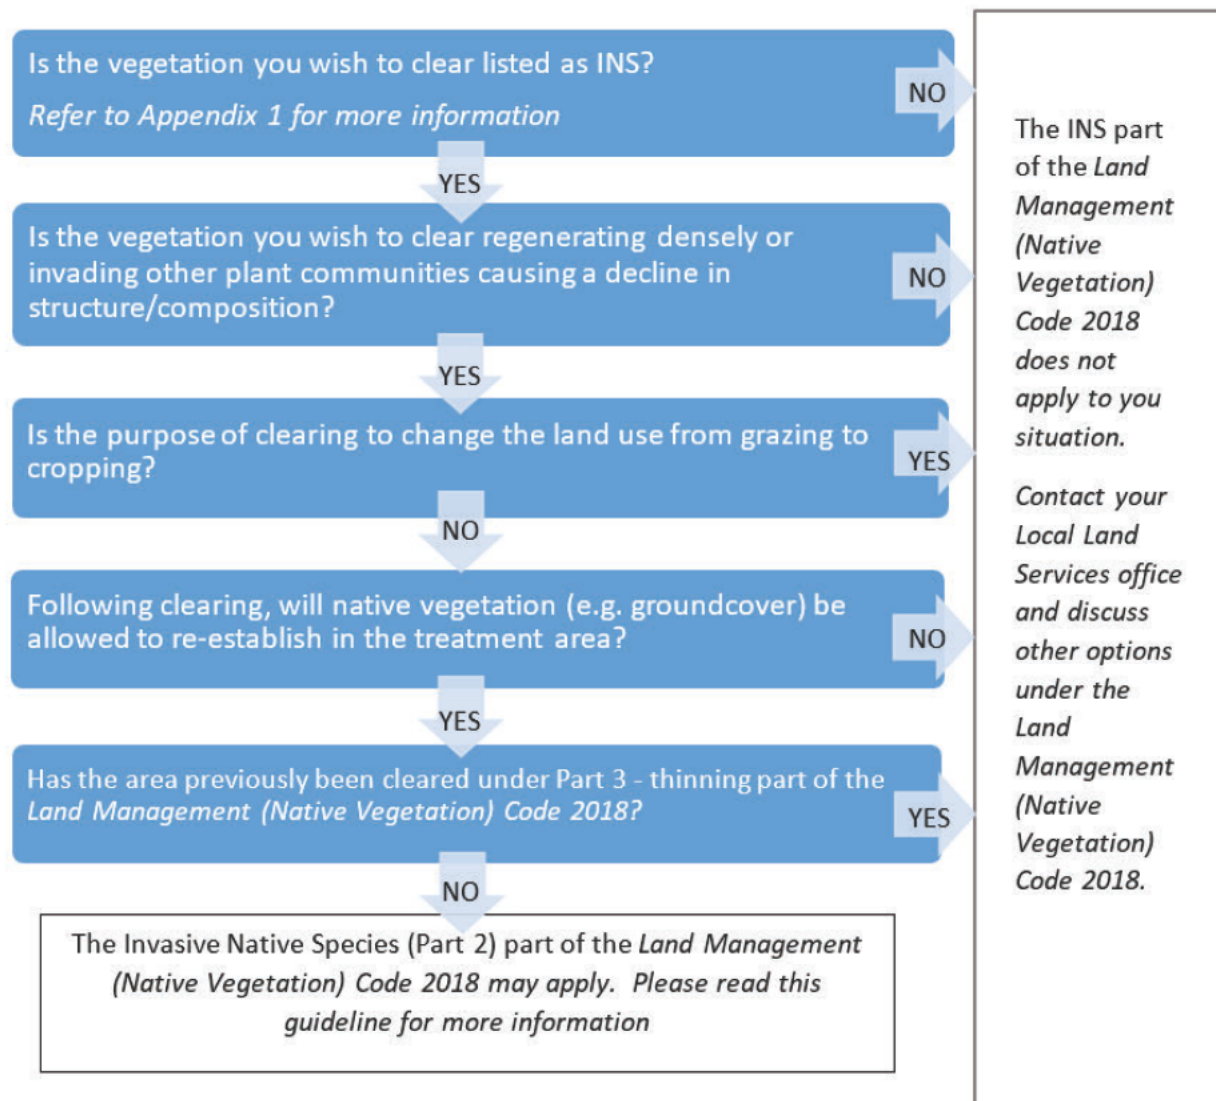 Is the vegetation you wish to clear listed as INS?
Refer to Appendix 1 for more information
NO
YES
Is the vegetation you wish to clear regenerating densely or
invading other plant communities causing a decline in
structure/composition?
NO
YES
Is the purpose of clearing to change the land use from grazing to
cropping?
YES
NO
Following clearing, will native vegetation (e.g. groundcover) be
allowed to re-establish in the treatment area?
NO
YES
Has the area previously been cleared under Part 3 - thinning part of the
Land Management (Native Vegetation) Code 2018?
YES
NO
The Invasive Native Species (Part 2) part of the Land Management
(Native Vegetation) Code 2018 may apply. Please read this
guideline for more information
The INS part
of the Land
Management
(Native
Vegetation)
Code 2018
does not
apply to you
situation.
Contact your
Local Land
Services office
and discuss
other options
under the
Land
Management
(Native
Vegetation)
Code 2018.